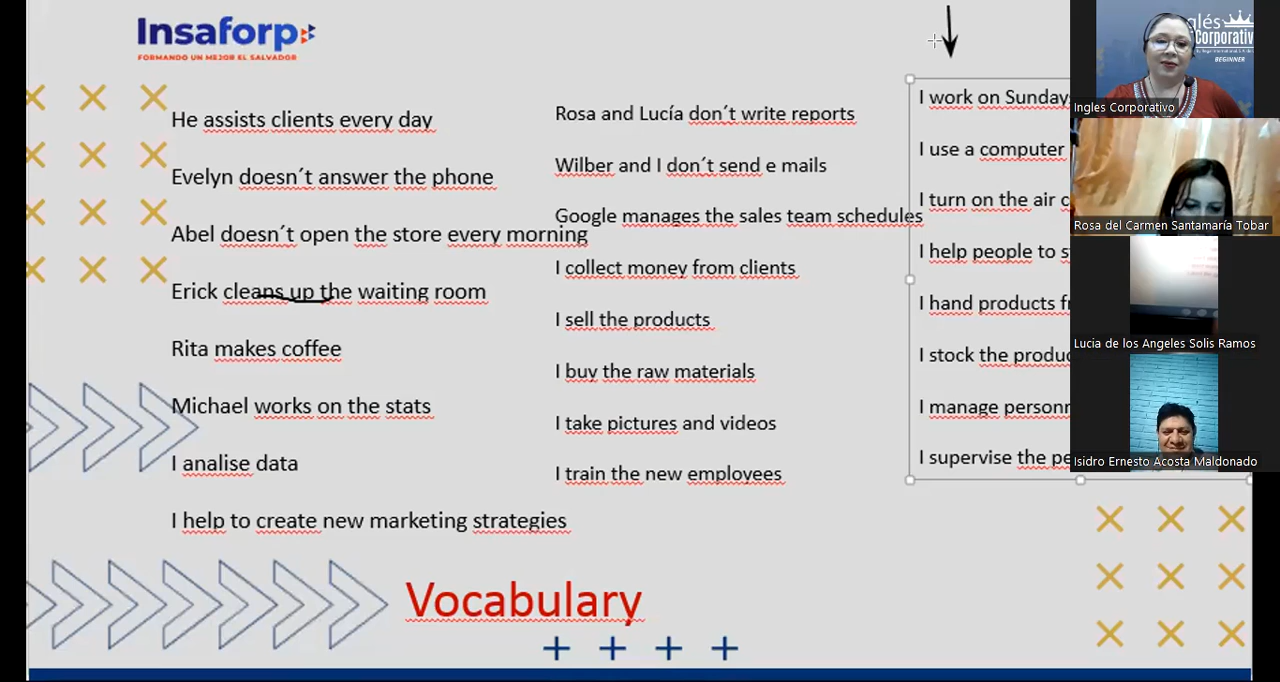 Insaforp
FORMANDO UN MEJOR EL SALVADOR
He assists clients every day
Evelyn doesn´t answer the phone
Abel doesn´t open the store every morning
Erick cleans up the waiting room
Rita makes coffee
Michael works on the stats
I analise data
I help to create new marketing strategies
Rosa and Lucía don´t write reports
Wilber and I don´t send e mails
Google manages the sales team schedules
I collect money from clients
I sell the products
I buy the raw materials
I take pictures and videos
I train the new employees
I work on
I use a computer
I turn on the air
I help people to
I hand products
I stock the
I manage
I supervise the
Vocabulary
Corporativo
BEGINNER
Ingles Corporativo
Rosa del Carmen Santamaría Tobar
Lucia de los Angeles Solis Ramos
Isidro Ernesto Acosta Maldonado